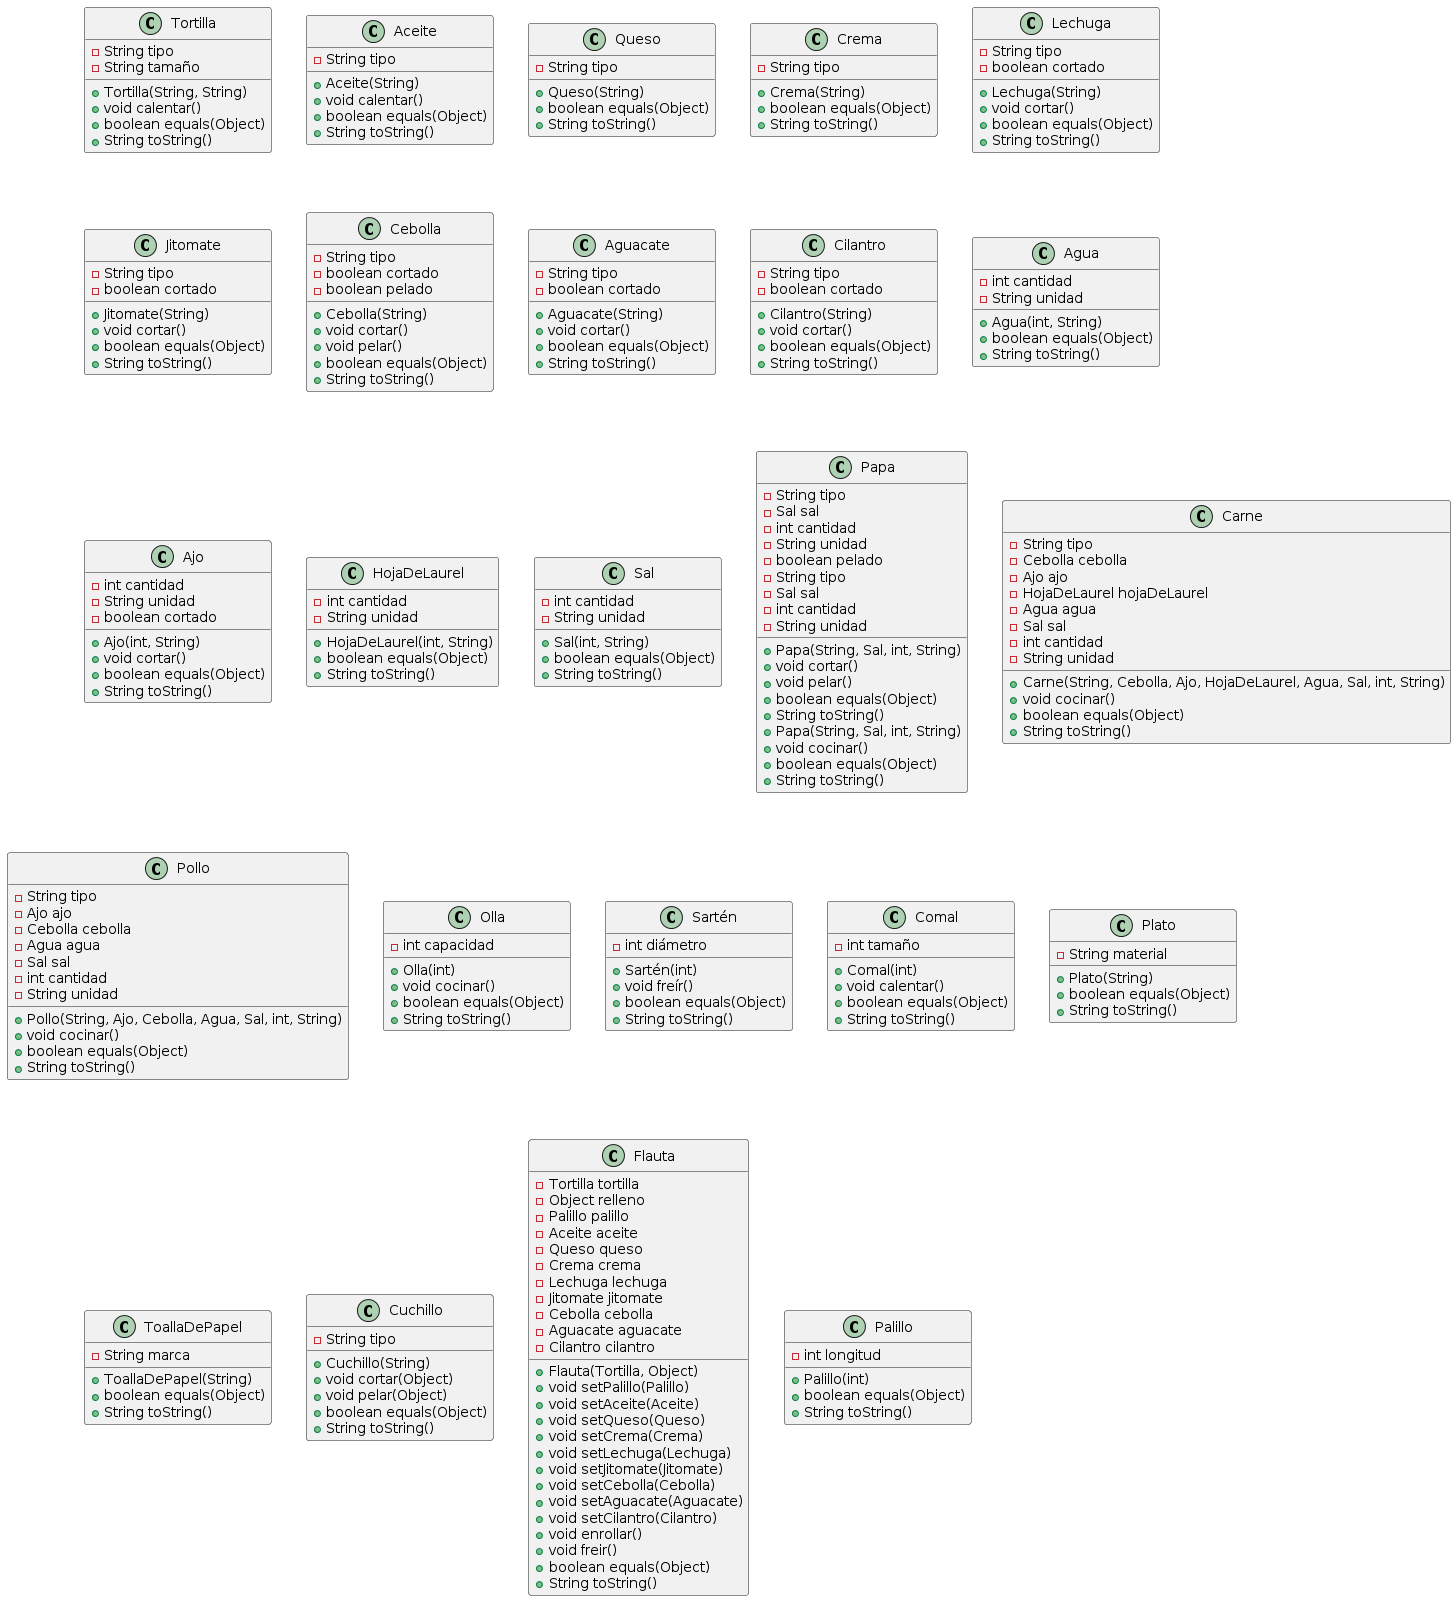 Tortilla
String tipo
String tamaño
Tortilla(String, String)
void calentar()
boolean equals(Object)
String toString()
Aceite
String tipo
Aceite(String)
void calentar()
boolean equals(Object)
String toString()
Queso
String tipo
Queso(String)
boolean equals(Object)
String toString()
Crema
String tipo
Crema(String)
boolean equals(Object)
String toString()
Lechuga
String tipo
boolean cortado
Lechuga(String)
void cortar()
boolean equals(Object)
String toString()
Jitomate
String tipo
boolean cortado
Jitomate(String)
void cortar()
boolean equals(Object)
String toString()
Cebolla
String tipo
boolean cortado
boolean pelado
Cebolla(String)
void cortar()
void pelar()
boolean equals(Object)
String toString()
Aguacate
String tipo
boolean cortado
Aguacate(String)
void cortar()
boolean equals(Object)
String toString()
Cilantro
String tipo
boolean cortado
Cilantro(String)
void cortar()
boolean equals(Object)
String toString()
Agua
int cantidad
String unidad
Agua(int, String)
boolean equals(Object)
String toString()
Ajo
int cantidad
String unidad
boolean cortado
Ajo(int, String)
void cortar()
boolean equals(Object)
String toString()
HojaDeLaurel
int cantidad
String unidad
HojaDeLaurel(int, String)
boolean equals(Object)
String toString()
Sal
int cantidad
String unidad
Sal(int, String)
boolean equals(Object)
String toString()
Papa
String tipo
Sal sal
int cantidad
String unidad
boolean pelado
String tipo
Sal sal
int cantidad
String unidad
Papa(String, Sal, int, String)
void cortar()
void pelar()
boolean equals(Object)
String toString()
Papa(String, Sal, int, String)
void cocinar()
boolean equals(Object)
String toString()
Carne
String tipo
Cebolla cebolla
Ajo ajo
HojaDeLaurel hojaDeLaurel
Agua agua
Sal sal
int cantidad
String unidad
Carne(String, Cebolla, Ajo, HojaDeLaurel, Agua, Sal, int, String)
void cocinar()
boolean equals(Object)
String toString()
Pollo
String tipo
Ajo ajo
Cebolla cebolla
Agua agua
Sal sal
int cantidad
String unidad
Pollo(String, Ajo, Cebolla, Agua, Sal, int, String)
void cocinar()
boolean equals(Object)
String toString()
Olla
int capacidad
Olla(int)
void cocinar()
boolean equals(Object)
String toString()
Sartén
int diámetro
Sartén(int)
void freír()
boolean equals(Object)
String toString()
Comal
int tamaño
Comal(int)
void calentar()
boolean equals(Object)
String toString()
Plato
String material
Plato(String)
boolean equals(Object)
String toString()
ToallaDePapel
String marca
ToallaDePapel(String)
boolean equals(Object)
String toString()
Cuchillo
String tipo
Cuchillo(String)
void cortar(Object)
void pelar(Object)
boolean equals(Object)
String toString()
Flauta
Tortilla tortilla
Object relleno
Palillo palillo
Aceite aceite
Queso queso
Crema crema
Lechuga lechuga
Jitomate jitomate
Cebolla cebolla
Aguacate aguacate
Cilantro cilantro
Flauta(Tortilla, Object)
void setPalillo(Palillo)
void setAceite(Aceite)
void setQueso(Queso)
void setCrema(Crema)
void setLechuga(Lechuga)
void setJitomate(Jitomate)
void setCebolla(Cebolla)
void setAguacate(Aguacate)
void setCilantro(Cilantro)
void enrollar()
void freir()
boolean equals(Object)
String toString()
Palillo
int longitud
Palillo(int)
boolean equals(Object)
String toString()